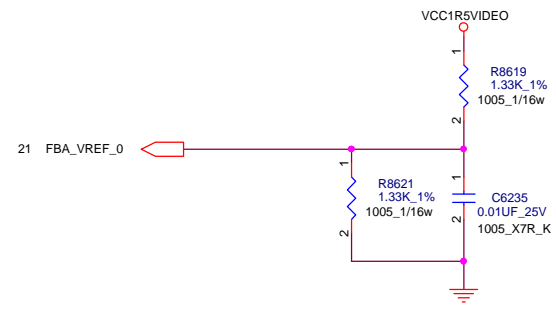 VCC1R5VIDEO
1
R8619
1.33K_1%
1005_1/16w
2
21 FBA_VREF_0
1
R8621
1.33K_1%
1005_1/16w
2
1
C6235
0.01UF_25V
2
1005_X7R_K